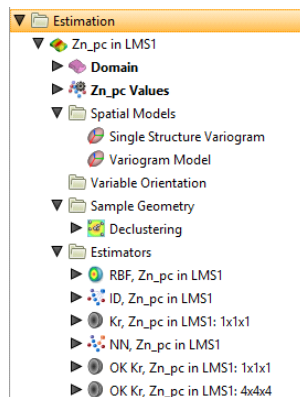 Estimation
Zn_pc in LMS1
Domain
Zn_pc Values
Spatial Models
Single Structure Variogram
Variogram Model
Variable Orientation
Sample Geometry
Declustering
Estimators
RBF, Zn_pc in LMS1
ID, Zn_pc in LMS1
Kr, Zn_pc in LMS1: 1x1x1
NN, Zn_pc in LMS1
OK Kr, Zn_pc in LMS1: 1x1x1
OK Kr, Zn_pc in LMS1: 4x4x4